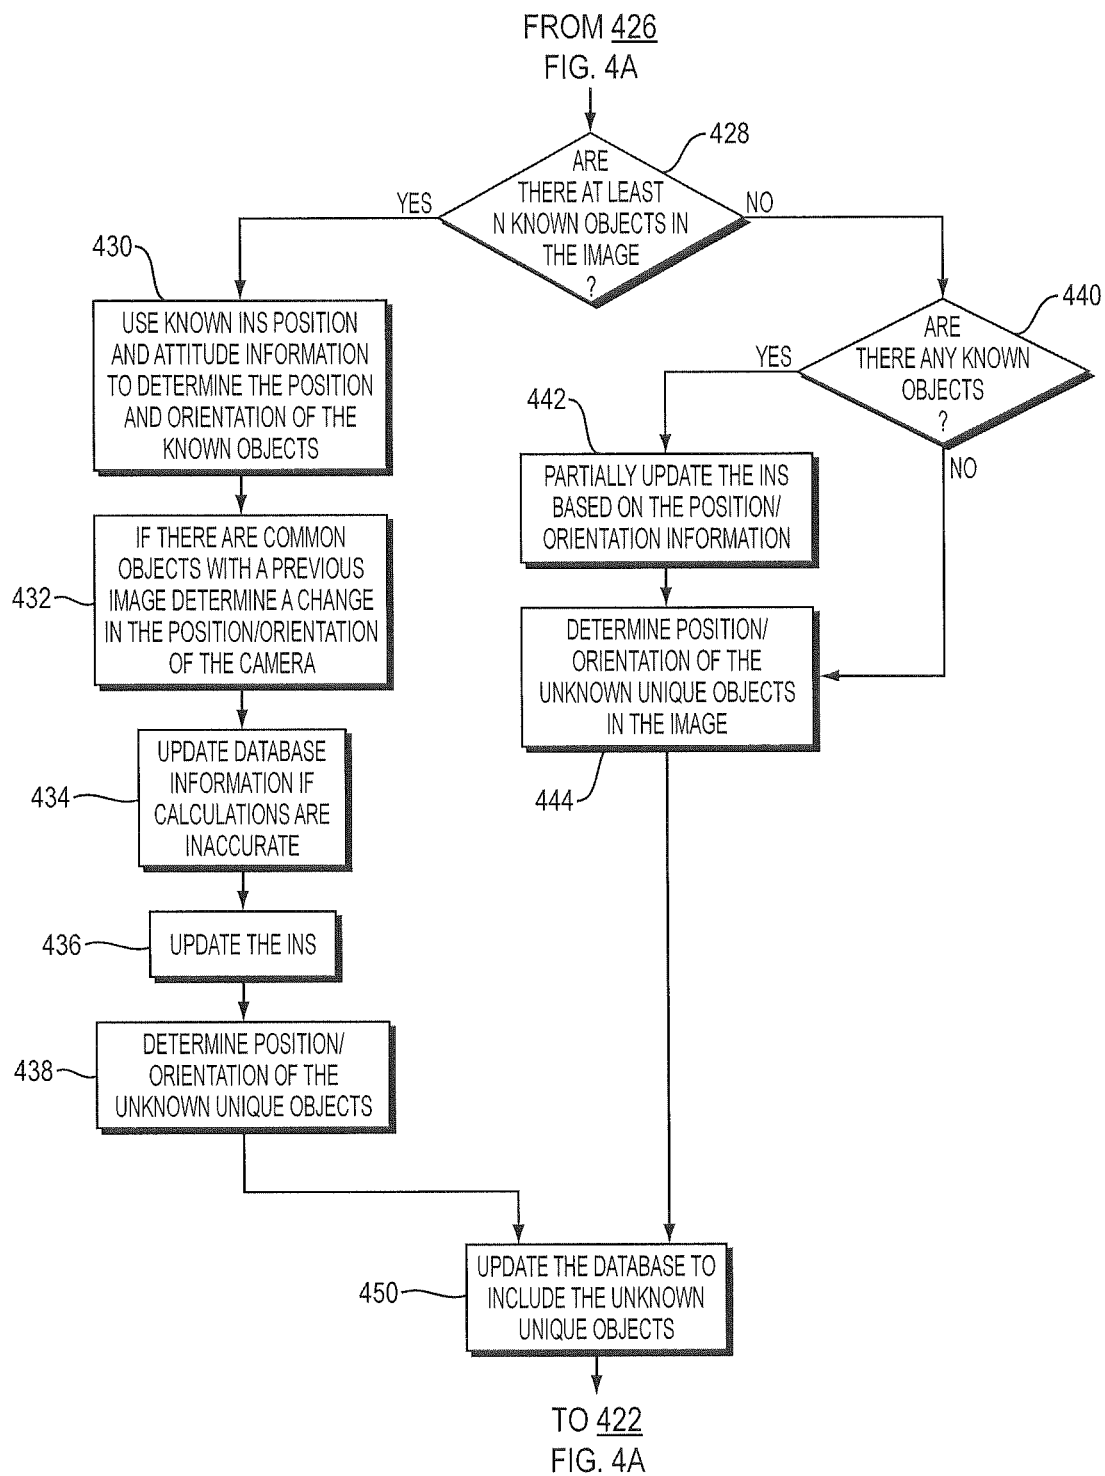 FROM 426
FIG. 4A
428
ARE
THERE AT LEAST
N KNOWN OBJECTS IN
THE IMAGE
?
YES
NO
430
USE KNOWN INS POSITION
AND ATTITUDE INFORMATION
TO DETERMINE THE POSITION
AND ORIENTATION OF THE
KNOWN OBJECTS
440
ARE
THERE ANY KNOWN
OBJECTS
?
YES
NO
442
PARTIALLY UPDATE THE INS
BASED ON THE POSITION/
ORIENTATION INFORMATION
432
IF THERE ARE COMMON
OBJECTS WITH A PREVIOUS
IMAGE DETERMINE A CHANGE
IN THE POSITION/ORIENTATION
OF THE CAMERA
DETERMINE POSITION/
ORIENTATION OF THE
UNKNOWN UNIQUE OBJECTS
IN THE IMAGE
444
434
UPDATE DATABASE
INFORMATION IF
CALCULATIONS ARE
INACCURATE
436
UPDATE THE INS
438
DETERMINE POSITION/
ORIENTATION OF THE
UNKNOWN UNIQUE OBJECTS
450
UPDATE THE DATABASE TO
INCLUDE THE UNKNOWN
UNIQUE OBJECTS
TO 422
FIG. 4A